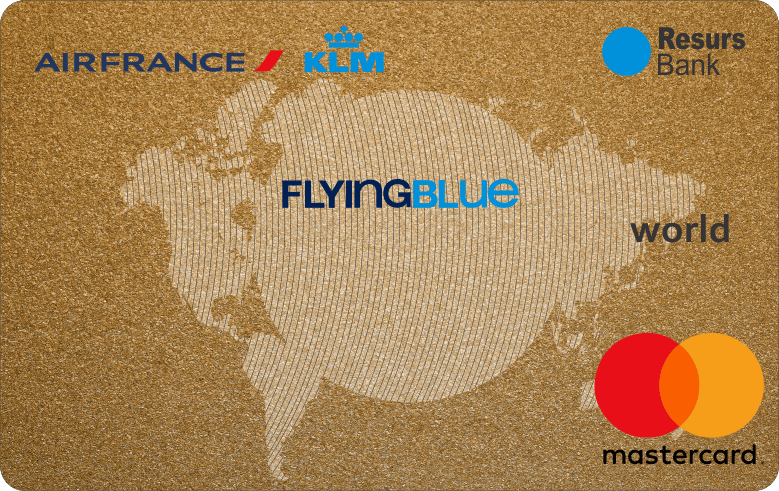 AIRFRANCE KLM
Resurs
Bank
FLYINGBLUE
world
mastercard.